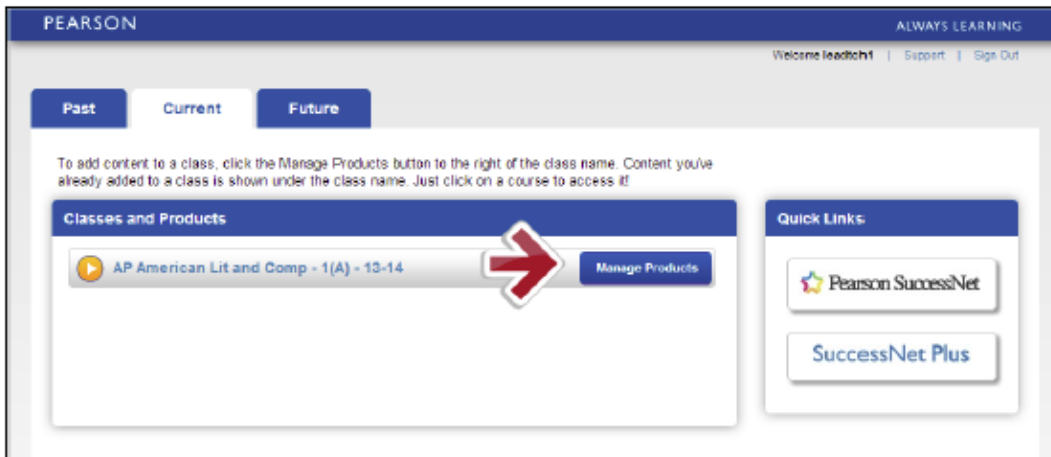 PEARSON
ALWAYS LEARNING
Welcome leadtch1 | Support | Sign Out
Past
Current
Future
To add content to a class, click the Manage Products button to the right of the class name. Content you've
already added to a class is shown under the class name. Just click on a course to access it!
Classes and Products
Quick Links
AP American Lit and Comp - 1(A) - 13-14
Manage Products
Pearson SuccessNet
SuccessNet Plus